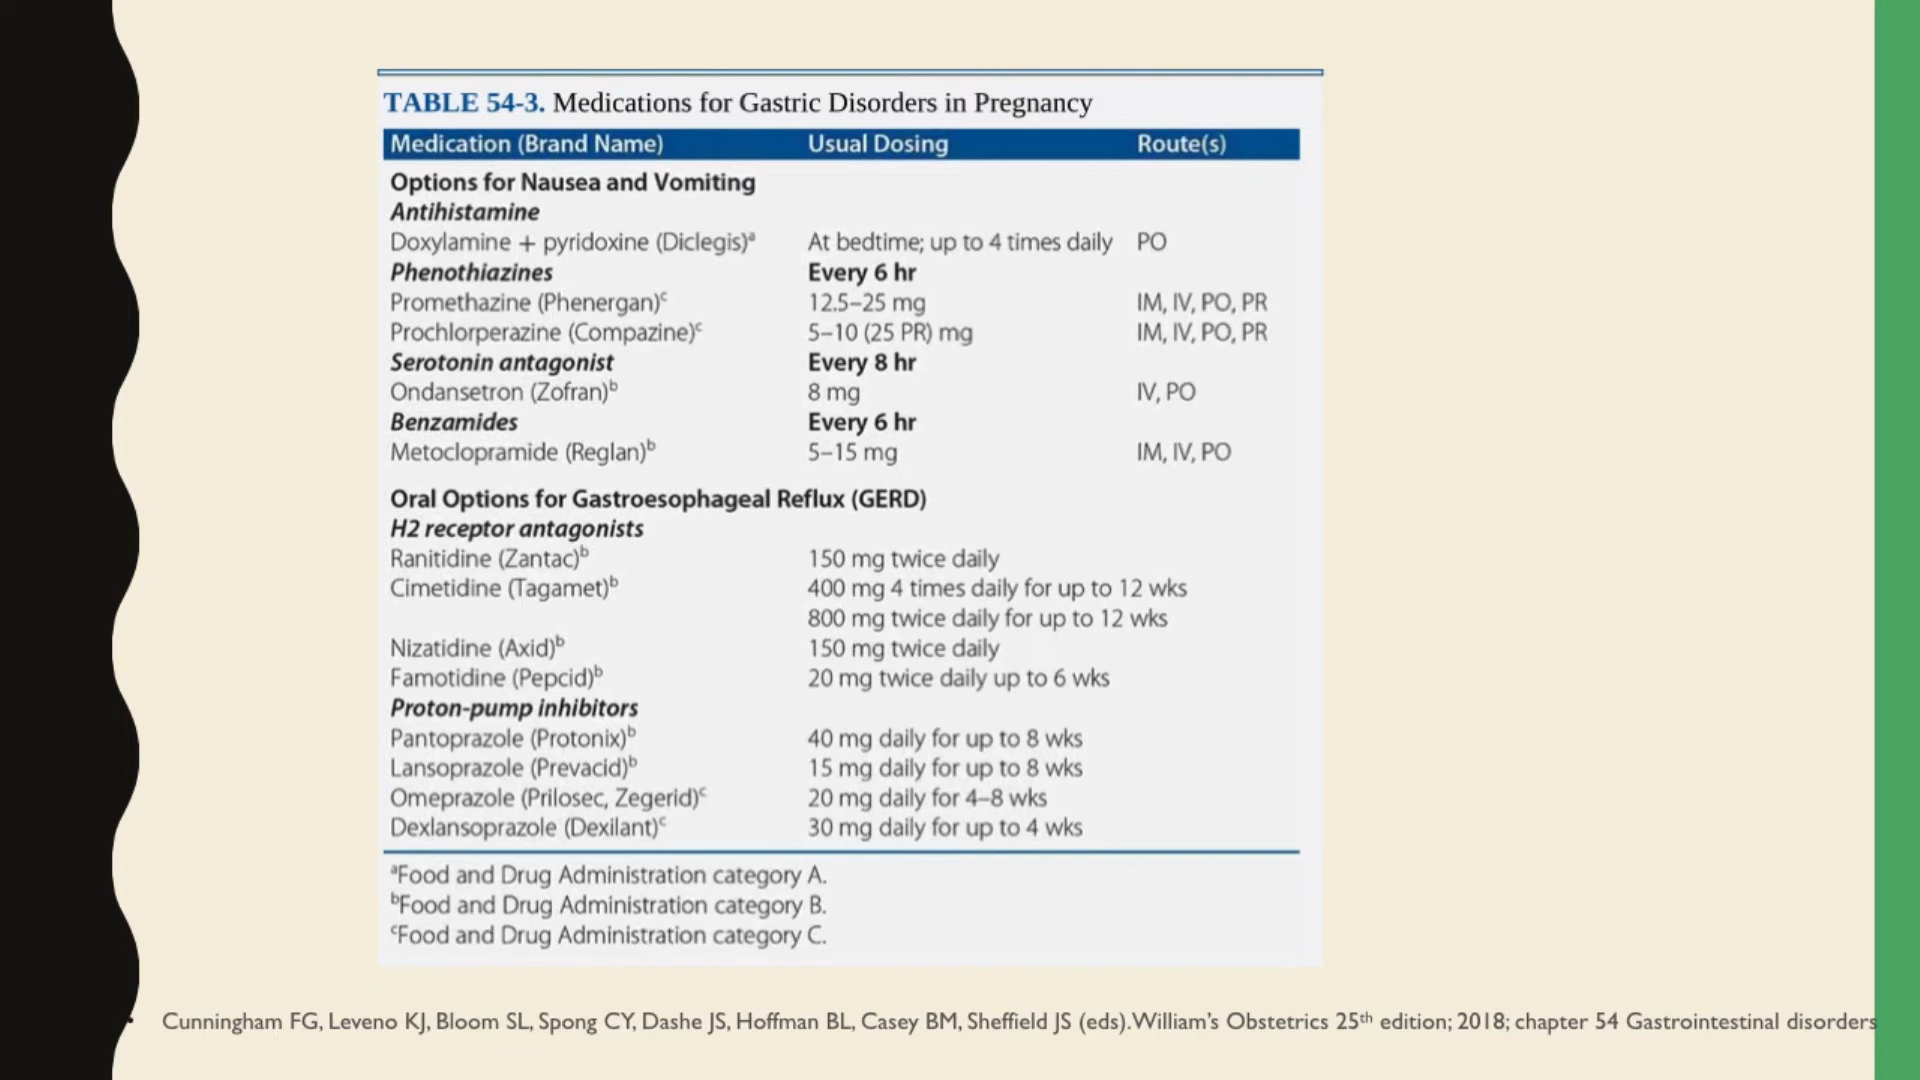 TABLE 54-3. Medications for Gastric Disorders in Pregnancy
Medication (Brand Name) Usual Dosing Route(s)
Options for Nausea and Vomiting
Antihistamine
Doxylamine + pyridoxine (Diclegis)ᵃ At bedtime; up to 4 times daily PO
Phenothiazines Every 6 hr
Promethazine (Phenergan)ᶜ 12.5–25 mg IM, IV, PO, PR
Prochlorperazine (Compazine)ᶜ 5–10 (25 PR) mg IM, IV, PO, PR
Serotonin antagonist Every 8 hr
Ondansetron (Zofran)ᵇ 8 mg IV, PO
Benzamides Every 6 hr
Metoclopramide (Reglan)ᵇ 5–15 mg IM, IV, PO
Oral Options for Gastroesophageal Reflux (GERD)
H2 receptor antagonists
Ranitidine (Zantac)ᵇ 150 mg twice daily
Cimetidine (Tagamet)ᵇ 400 mg 4 times daily for up to 12 wks
800 mg twice daily for up to 12 wks
Nizatidine (Axid)ᵇ 150 mg twice daily
Famotidine (Pepcid)ᵇ 20 mg twice daily up to 6 wks
Proton-pump inhibitors
Pantoprazole (Protonix)ᵇ 40 mg daily for up to 8 wks
Lansoprazole (Prevacid)ᵇ 15 mg daily for up to 8 wks
Omeprazole (Prilosec, Zegerid)ᶜ 20 mg daily for 4–8 wks
Dexlansoprazole (Dexilant)ᶜ 30 mg daily for up to 4 wks
ᵃFood and Drug Administration category A.
ᵇFood and Drug Administration category B.
ᶜFood and Drug Administration category C.
Cunningham FG, Leveno KJ, Bloom SL, Spong CY, Dashe JS, Hoffman BL, Casey BM, Sheffield JS (eds).William's Obstetrics 25ᵗʰ edition; 2018; chapter 54 Gastrointestinal disorders